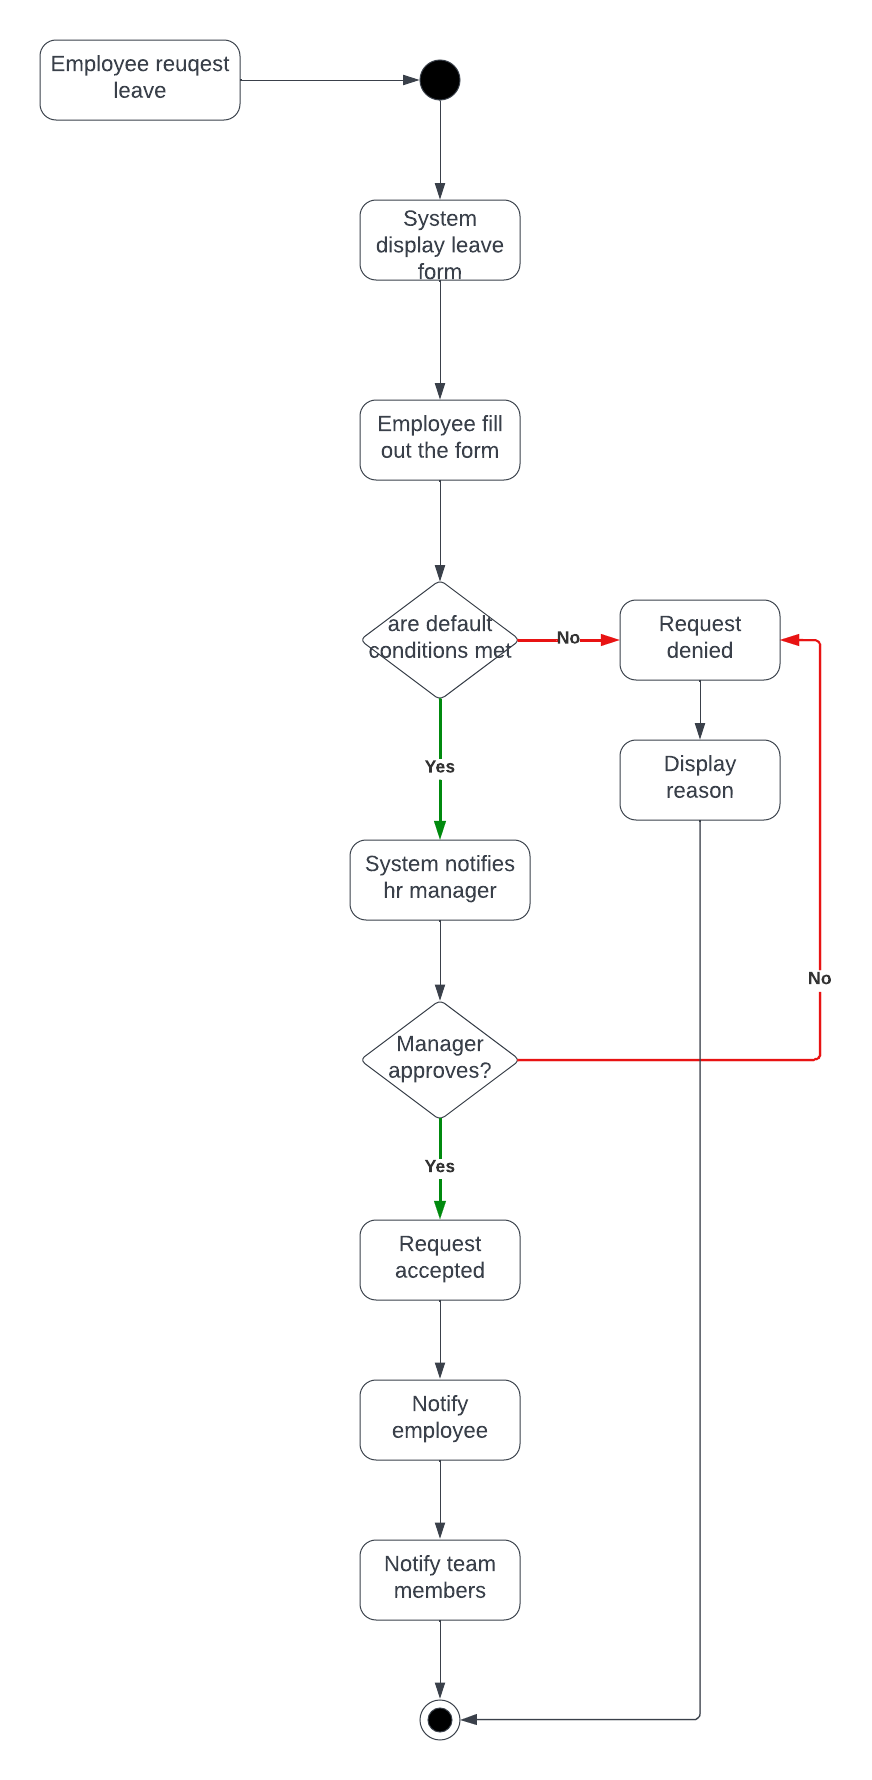 Employee reuqest
leave
System
display leave
form
Employee fill
out the form
are default
conditions met
No
Request
denied
Display
reason
Yes
System notifies
hr manager
No
Manager
approves?
Yes
Request
accepted
Notify
employee
Notify team
members